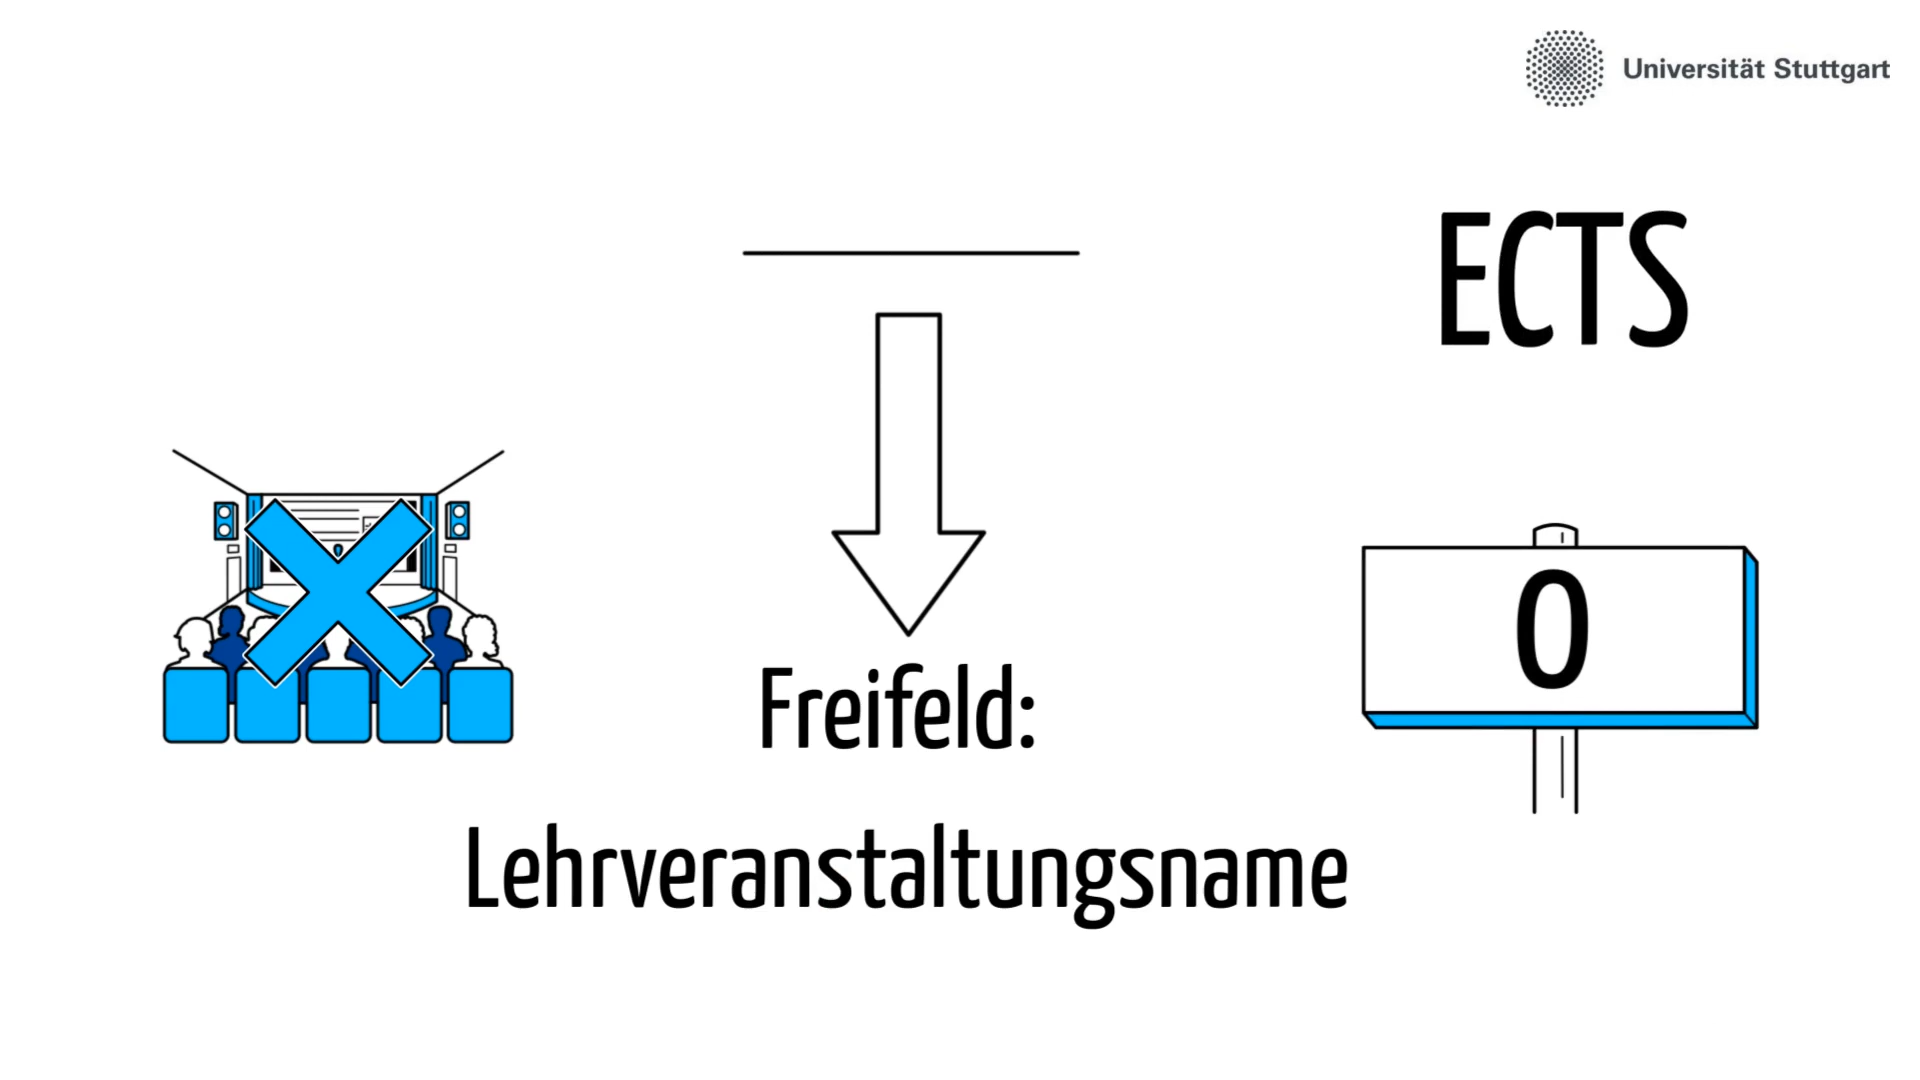 Universität Stuttgart
ECTS
0
Freifeld:
Lehrveranstaltungsname